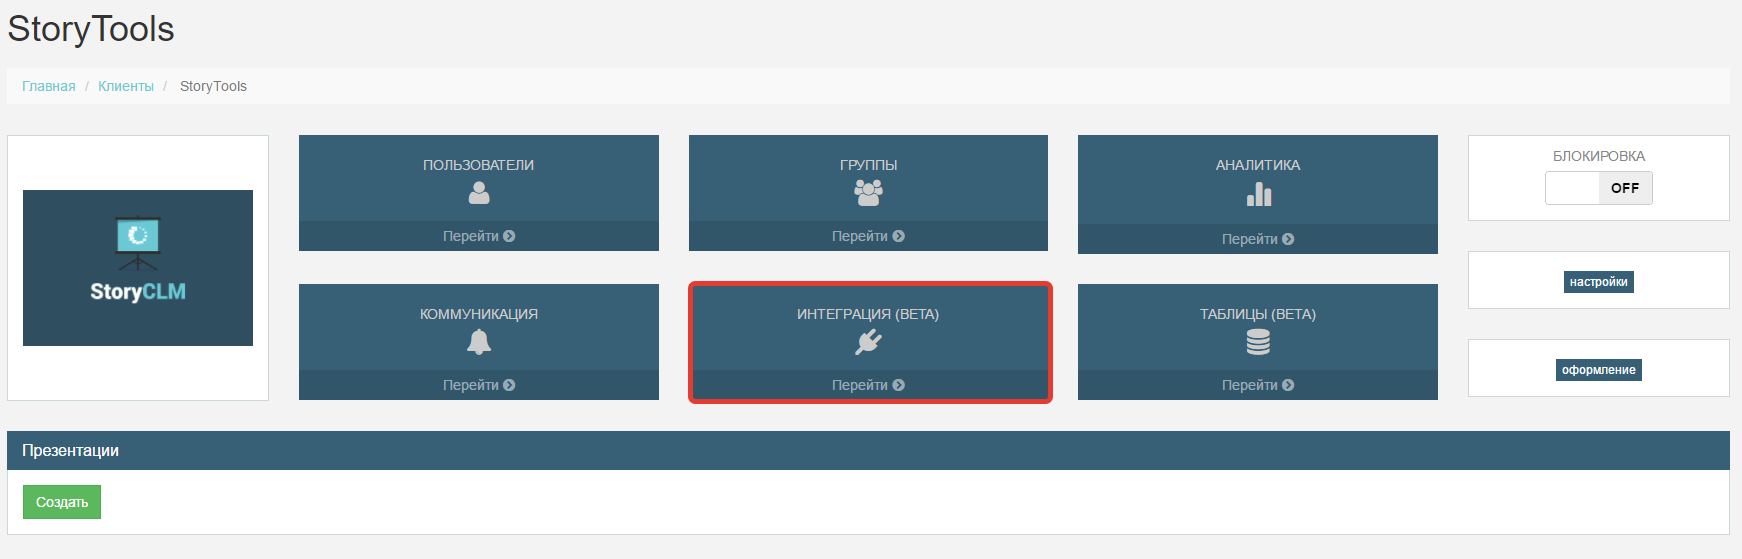 StoryTools
Главная / Клиенты / StoryTools
StoryCLM
ПОЛЬЗОВАТЕЛИ
Перейти
ГРУППЫ
Перейти
АНАЛИТИКА
Перейти
БЛОКИРОВКА
OFF
настройки
КОММУНИКАЦИЯ
Перейти
ИНТЕГРАЦИЯ (BETA)
Перейти
ТАБЛИЦЫ (BETA)
Перейти
оформление
Презентации
Создать